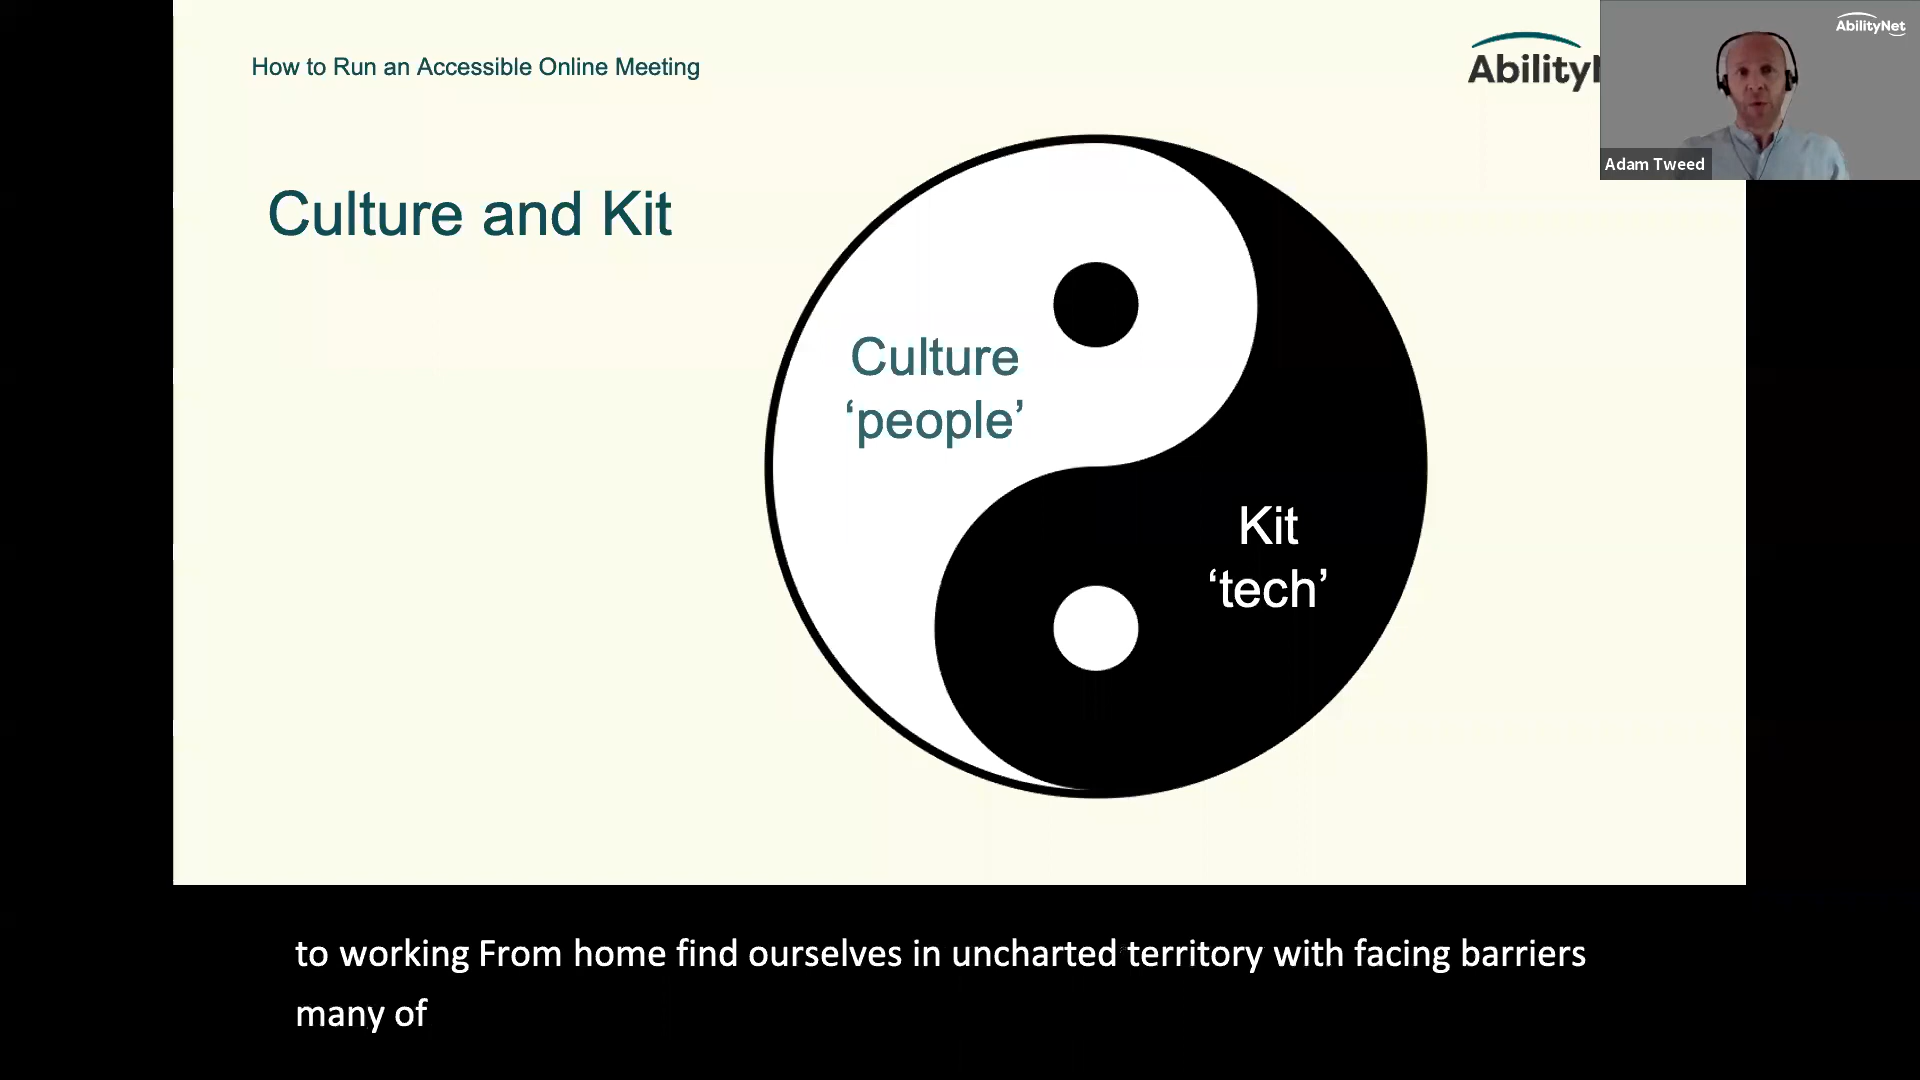 How to Run an Accessible Online Meeting
Ability
AbilityNet
Adam Tweed
Culture and Kit
Culture
‘people’
Kit
‘tech’
to working From home find ourselves in uncharted territory with facing barriers
many of